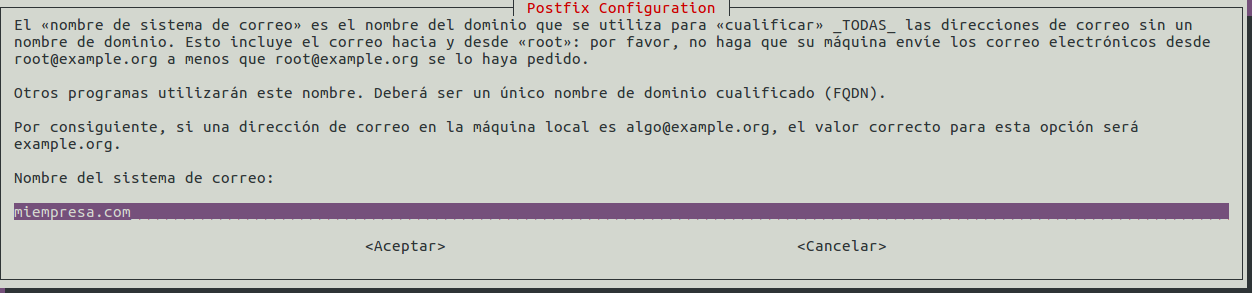 Postfix Configuration
El «nombre de sistema de correo» es el nombre del dominio que se utiliza para «cualificar» _TODAS_ las direcciones de correo sin un
nombre de dominio. Esto incluye el correo hacia y desde «root»: por favor, no haga que su máquina envíe los correo electrónicos desde
root@example.org a menos que root@example.org se lo haya pedido.
Otros programas utilizarán este nombre. Deberá ser un único nombre de dominio cualificado (FQDN).
Por consiguiente, si una dirección de correo en la máquina local es algo@example.org, el valor correcto para esta opción será
example.org.
Nombre del sistema de correo:
miempresa.com
<Aceptar> <Cancelar>